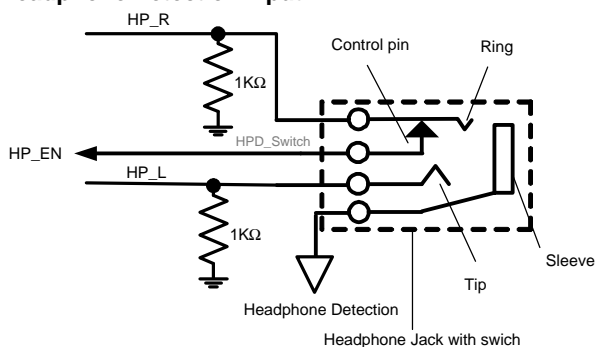 HP_R
Control pin
Ring
1KΩ
HPD_Switch
HP_EN
HP_L
1KΩ
Sleeve
Tip
Headphone Detection
Headphone Jack with swich